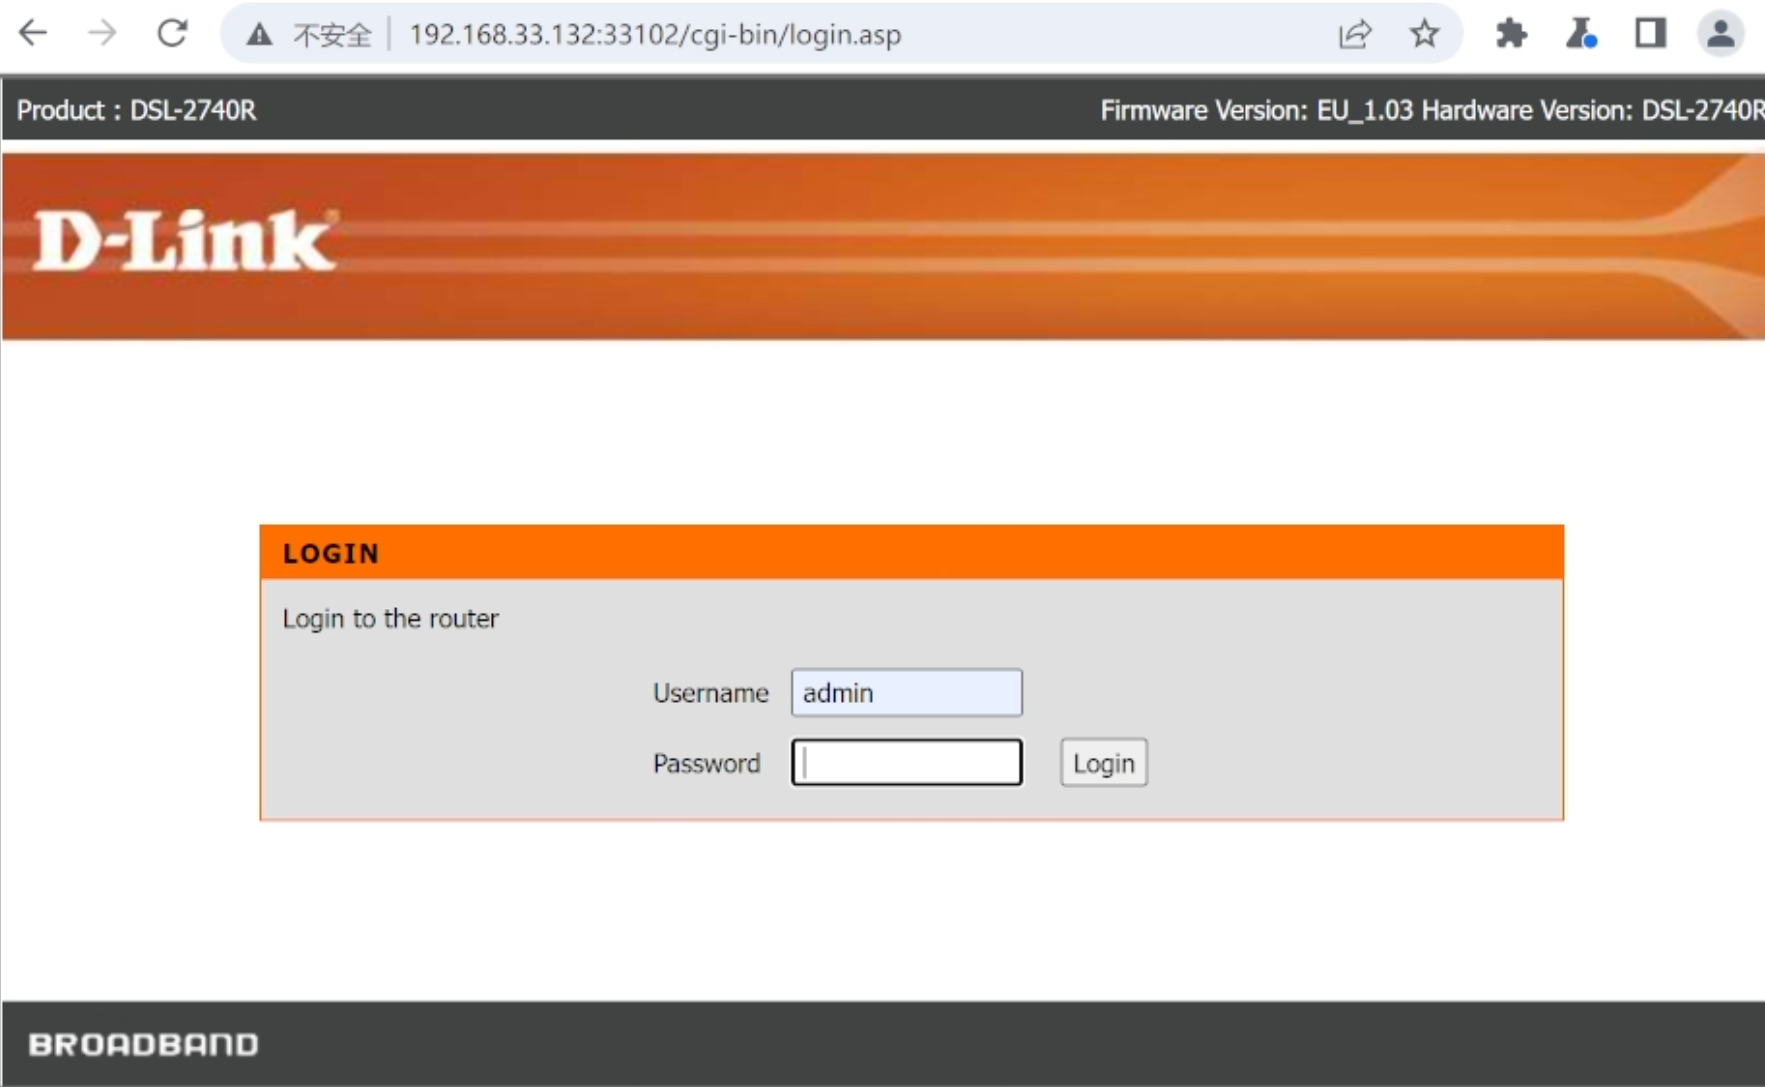 不安全 192.168.33.132:33102/cgi-bin/login.asp
Product : DSL-2740R Firmware Version: EU_1.03 Hardware Version: DSL-2740R
D-Link
LOGIN
Login to the router
Username admin
Password Login
BROADBAND